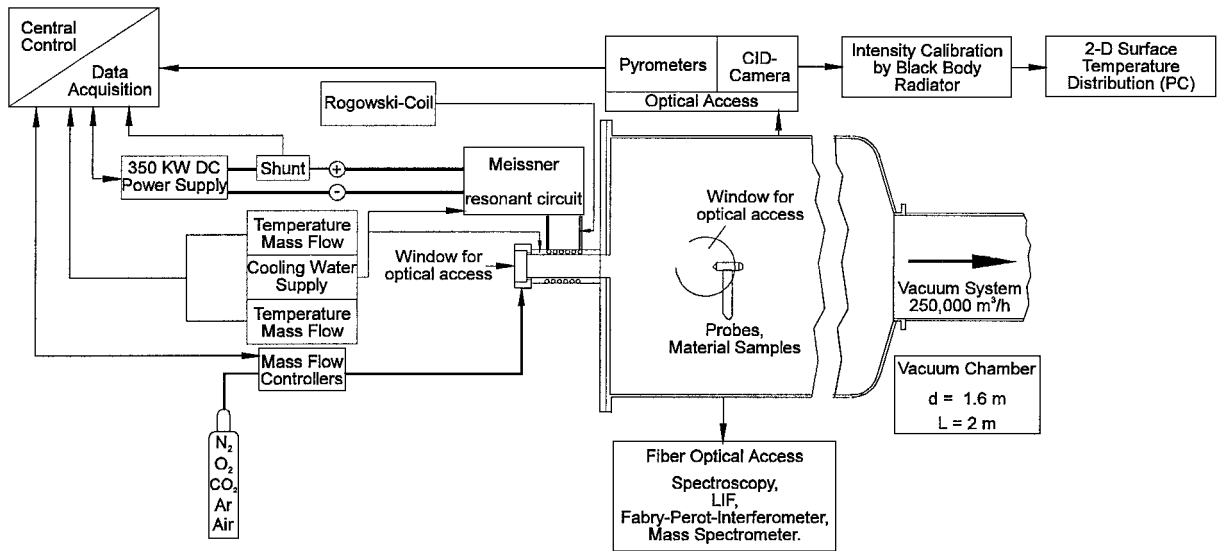 Central
Control
Data
Acquisition
Rogowski-Coil
Pyrometers
CID-
Camera
Optical Access
Intensity Calibration
by Black Body
Radiator
2-D Surface
Temperature
Distribution (PC)
350 KW DC
Power Supply
Shunt
+
-
Meissner
resonant circuit
Temperature
Mass Flow
Cooling Water
Supply
Temperature
Mass Flow
Window for
optical access
Window for
optical access
Probes,
Material Samples
Vacuum System
250,000 m³/h
Mass Flow
Controllers
Vacuum Chamber
d = 1.6 m
L = 2 m
N₂
O₂
CO₂
Ar
Air
Fiber Optical Access
Spectroscopy,
LIF,
Fabry-Perot-Interferometer,
Mass Spectrometer.